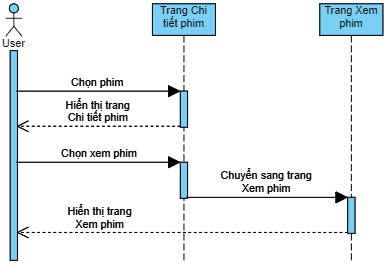 User
Trang Chi
tiết phim
Trang Xem
phim
Chọn phim
Hiển thị trang
Chi tiết phim
Chọn xem phim
Chuyển sang trang
Xem phim
Hiển thị trang
Xem phim